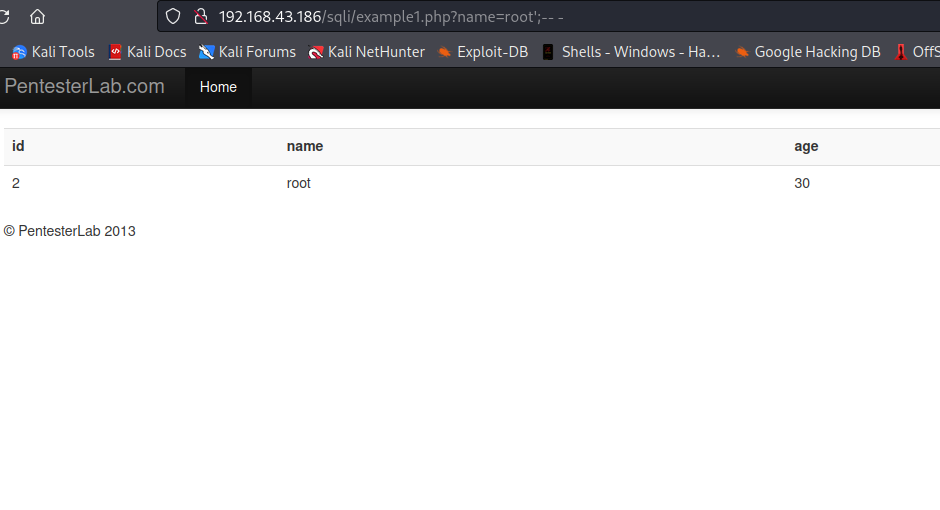 192.168.43.186/sqli/example1.php?name=root';-- -
Kali Tools Kali Docs Kali Forums Kali NetHunter Exploit-DB Shells - Windows - Ha… Google Hacking DB OffS
PentesterLab.com Home
id name age
2 root 30
© PentesterLab 2013